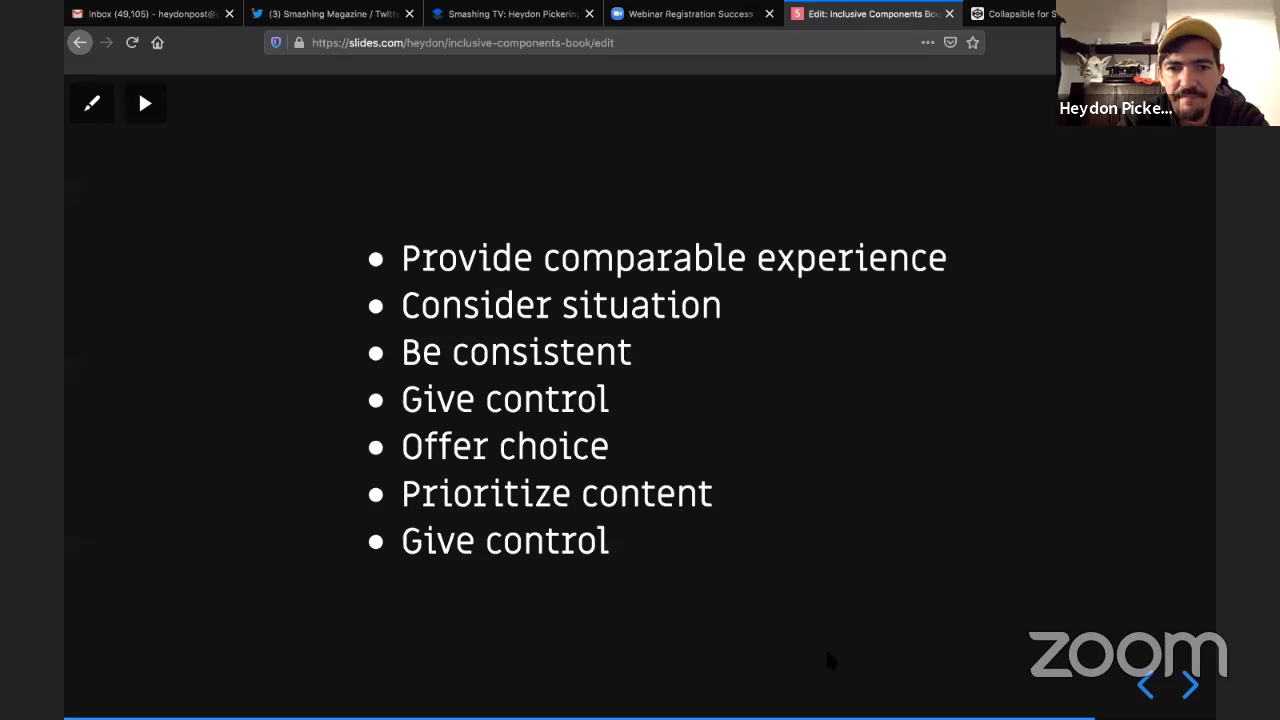 Inbox (49,105) - heydonpost@
(3) Smashing Magazine / Twitte
Smashing TV: Heydon Pickering
Webinar Registration Success
Edit: Inclusive Components Bo
Collapsible for S
https://slides.com/heydon/inclusive-components-book/edit
Heydon Picke...
Provide comparable experience
Consider situation
Be consistent
Give control
Offer choice
Prioritize content
Give control
zoom